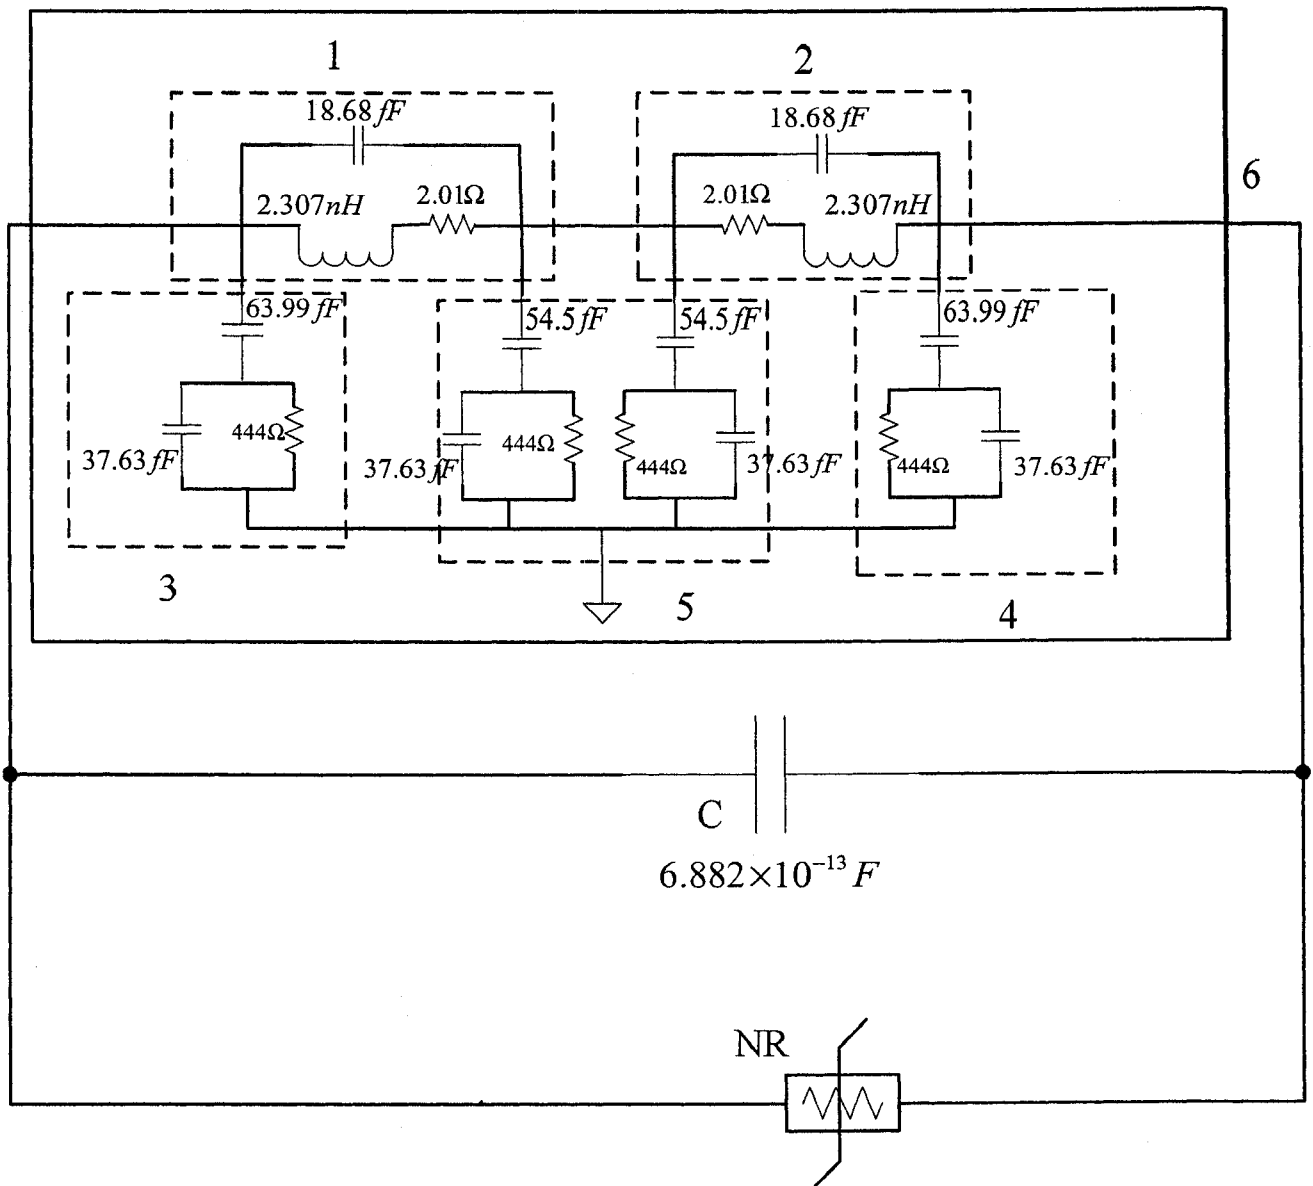 1
2
18.68fF
18.68fF
6
2.307nH
2.01Ω
2.01Ω
2.307nH
63.99fF
54.5fF
54.5fF
63.99fF
444Ω
37.63fF
444Ω
37.63fF
444Ω
37.63fF
444Ω
37.63fF
3
5
4
C
6.882×10⁻¹³F
NR